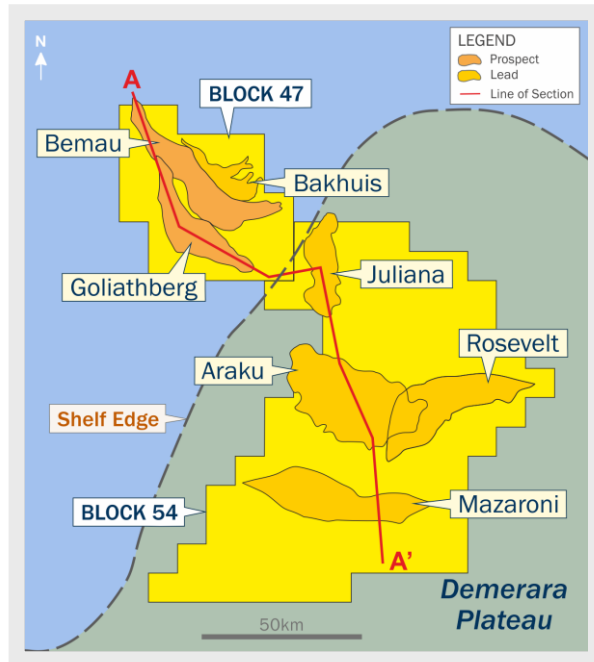 N
LEGEND
Prospect
Lead
Line of Section
A
BLOCK 47
Bemau
Bakhuis
Goliathberg
Juliana
Rosevelt
Araku
Shelf Edge
Mazaroni
BLOCK 54
A'
Demerara
Plateau
50km